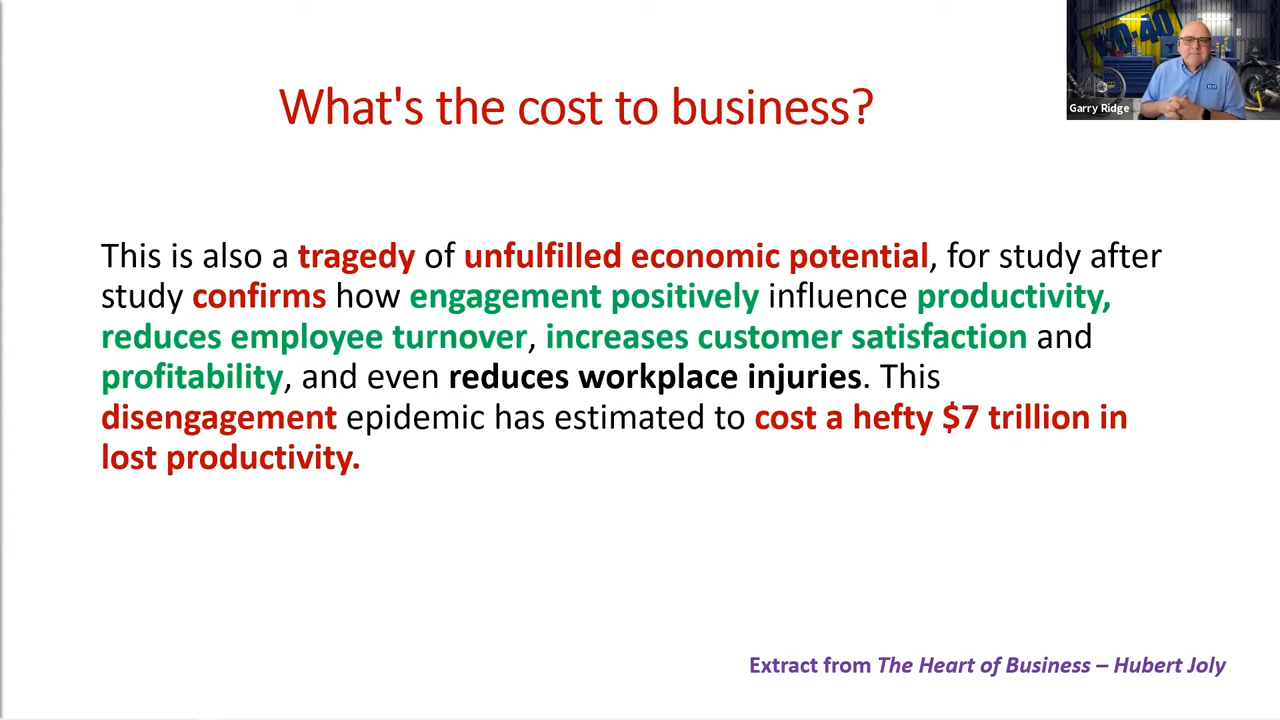 What's the cost to business?
Garry Ridge
This is also a tragedy of unfulfilled economic potential, for study after
study confirms how engagement positively influence productivity,
reduces employee turnover, increases customer satisfaction and
profitability, and even reduces workplace injuries. This
disengagement epidemic has estimated to cost a hefty $7 trillion in
lost productivity.
Extract from The Heart of Business – Hubert Joly